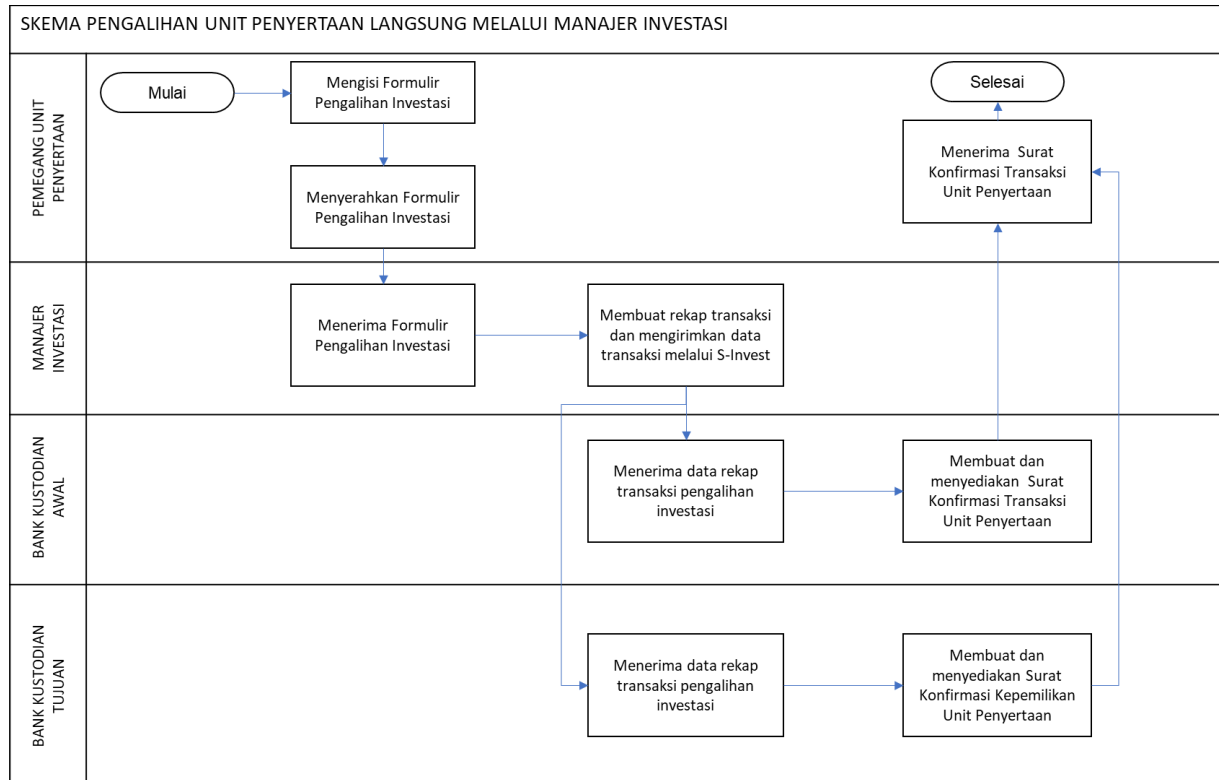 SKEMA PENGALIHAN UNIT PENYERTAAN LANGSUNG MELALUI MANAJER INVESTASI
PEMEGANG UNIT
PENYERTAAN
Mulai
Mengisi Formulir
Pengalihan Investasi
Selesai
Menyerahkan Formulir
Pengalihan Investasi
Menerima Surat
Konfirmasi Transaksi
Unit Penyertaan
MANAJER
INVESTASI
Menerima Formulir
Pengalihan Investasi
Membuat rekap transaksi
dan mengirimkan data
transaksi melalui S-Invest
BANK KUSTODIAN
AWAL
Menerima data rekap
transaksi pengalihan
investasi
Membuat dan
menyediakan Surat
Konfirmasi Transaksi
Unit Penyertaan
BANK KUSTODIAN
TUJUAN
Menerima data rekap
transaksi pengalihan
investasi
Membuat dan
menyediakan Surat
Konfirmasi Kepemilikan
Unit Penyertaan